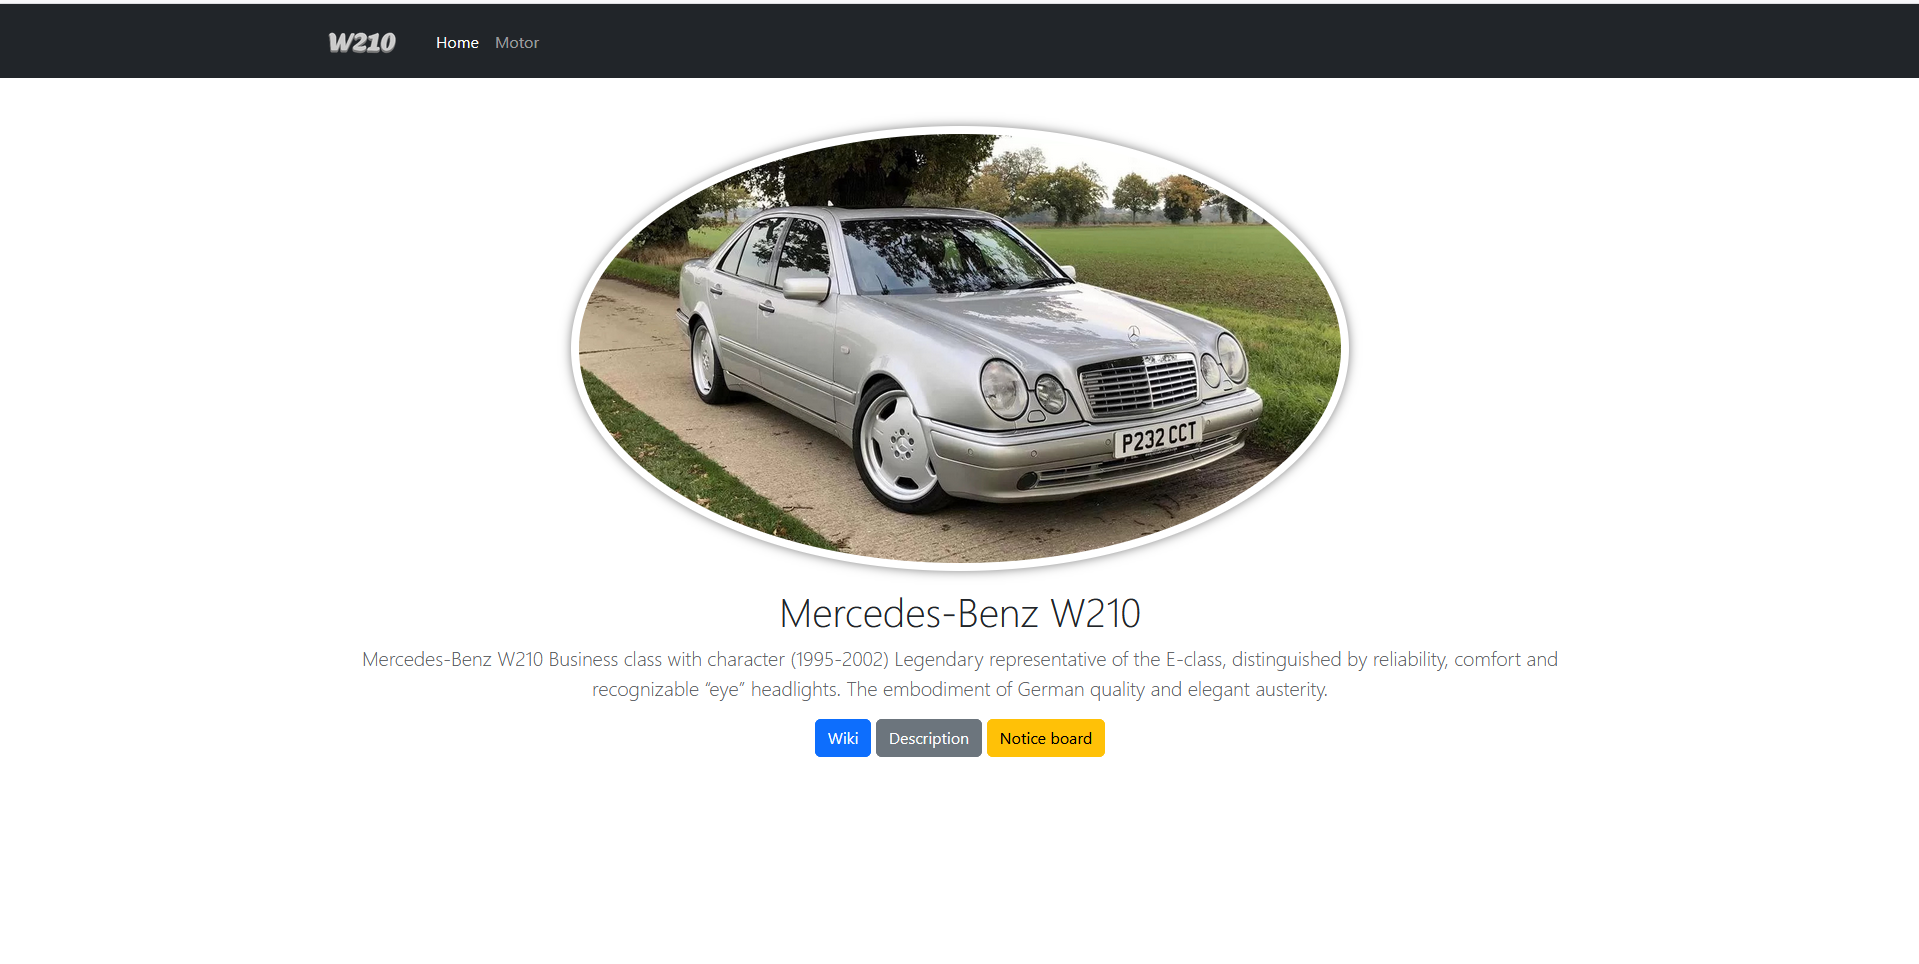 W210 Home Motor
P232 CCT
Mercedes-Benz W210
Mercedes-Benz W210 Business class with character (1995-2002) Legendary representative of the E-class, distinguished by reliability, comfort and
recognizable “eye” headlights. The embodiment of German quality and elegant austerity.
Wiki Description Notice board